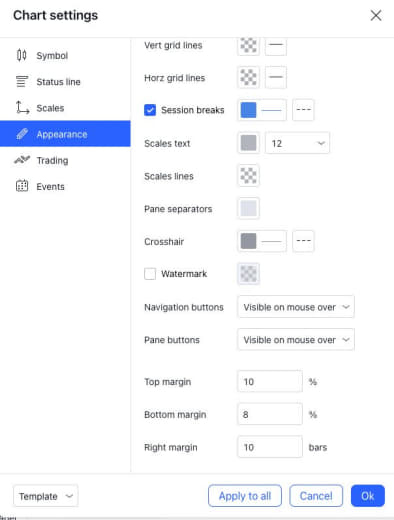 Chart settings
Symbol
Status line
Scales
Appearance
Trading
Events
Vert grid lines
Horz grid lines
Session breaks
Scales text 12
Scales lines
Pane separators
Crosshair
Watermark
Navigation buttons Visible on mouse over
Pane buttons Visible on mouse over
Top margin 10 %
Bottom margin 8 %
Right margin 10 bars
Template Apply to all Cancel Ok